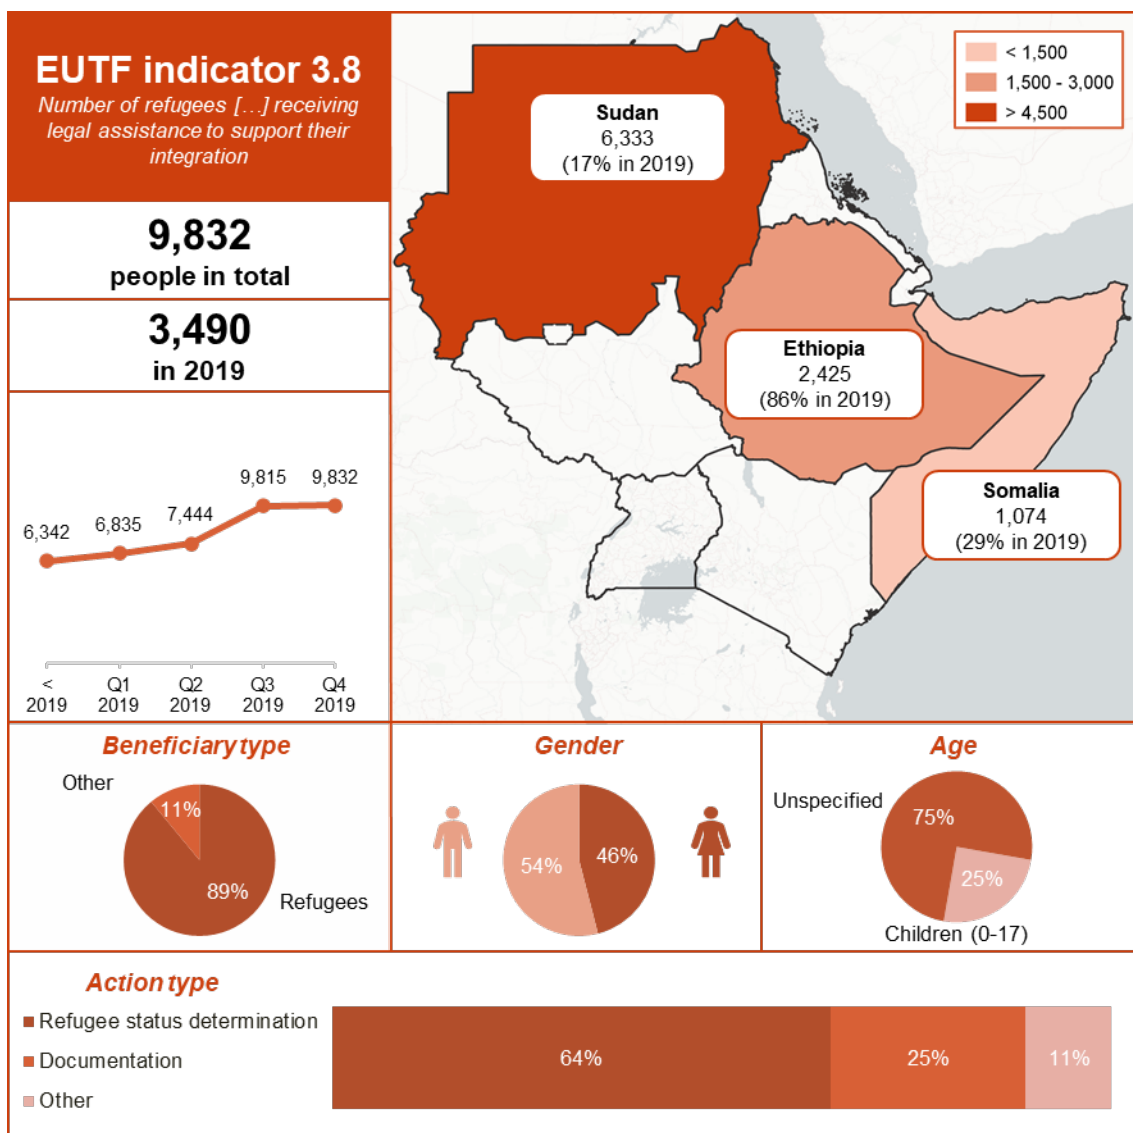 EUTF indicator 3.8
Number of refugees [...] receiving
legal assistance to support their
integration
9,832
people in total
3,490
in 2019
6,342
6,835
7,444
9,815
9,832
<
2019
Q1
2019
Q2
2019
Q3
2019
Q4
2019
< 1,500
1,500 - 3,000
> 4,500
Sudan
6,333
(17% in 2019)
Ethiopia
2,425
(86% in 2019)
Somalia
1,074
(29% in 2019)
Beneficiary type
Other
11%
89%
Refugees
Gender
54%
46%
Age
Unspecified
75%
25%
Children (0-17)
Action type
Refugee status determination
Documentation
Other
64%
25%
11%